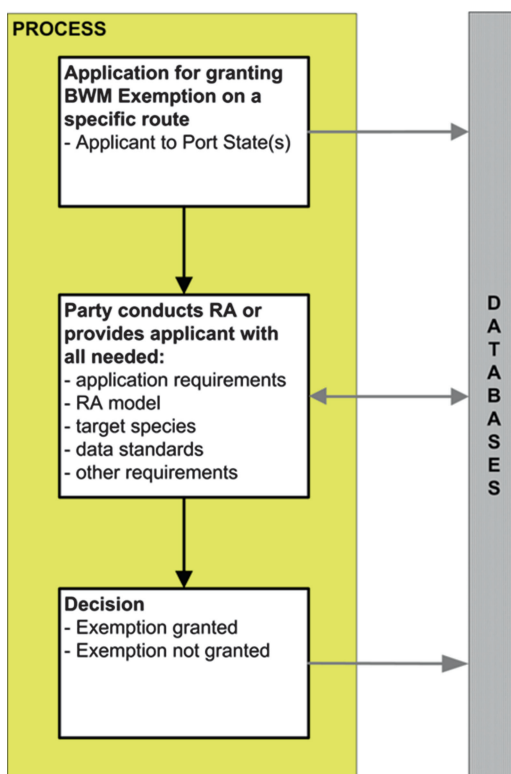 PROCESS
Application for granting
BWM Exemption on a
specific route
- Applicant to Port State(s)
Party conducts RA or
provides applicant with
all needed:
- application requirements
- RA model
- target species
- data standards
- other requirements
Decision
- Exemption granted
- Exemption not granted
DATABASES